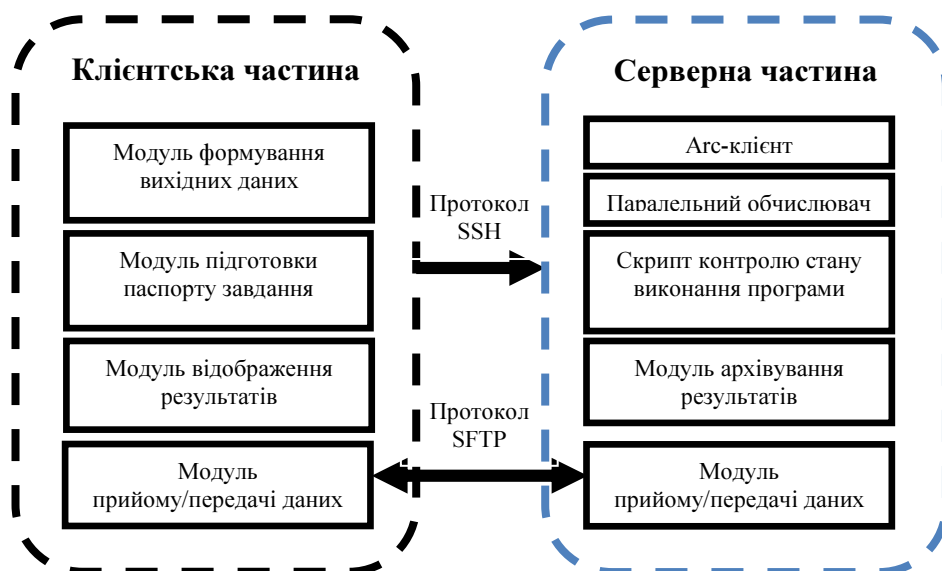 Клієнтська частина
Модуль формування
вихідних даних
Модуль підготовки
паспорту завдання
Модуль відображення
результатів
Модуль
прийому/передачі даних
Протокол
SSH
Протокол
SFTP
Серверна частина
Arc-клієнт
Паралельний обчислювач
Скрипт контролю стану
виконання програми
Модуль архівування
результатів
Модуль
прийому/передачі даних